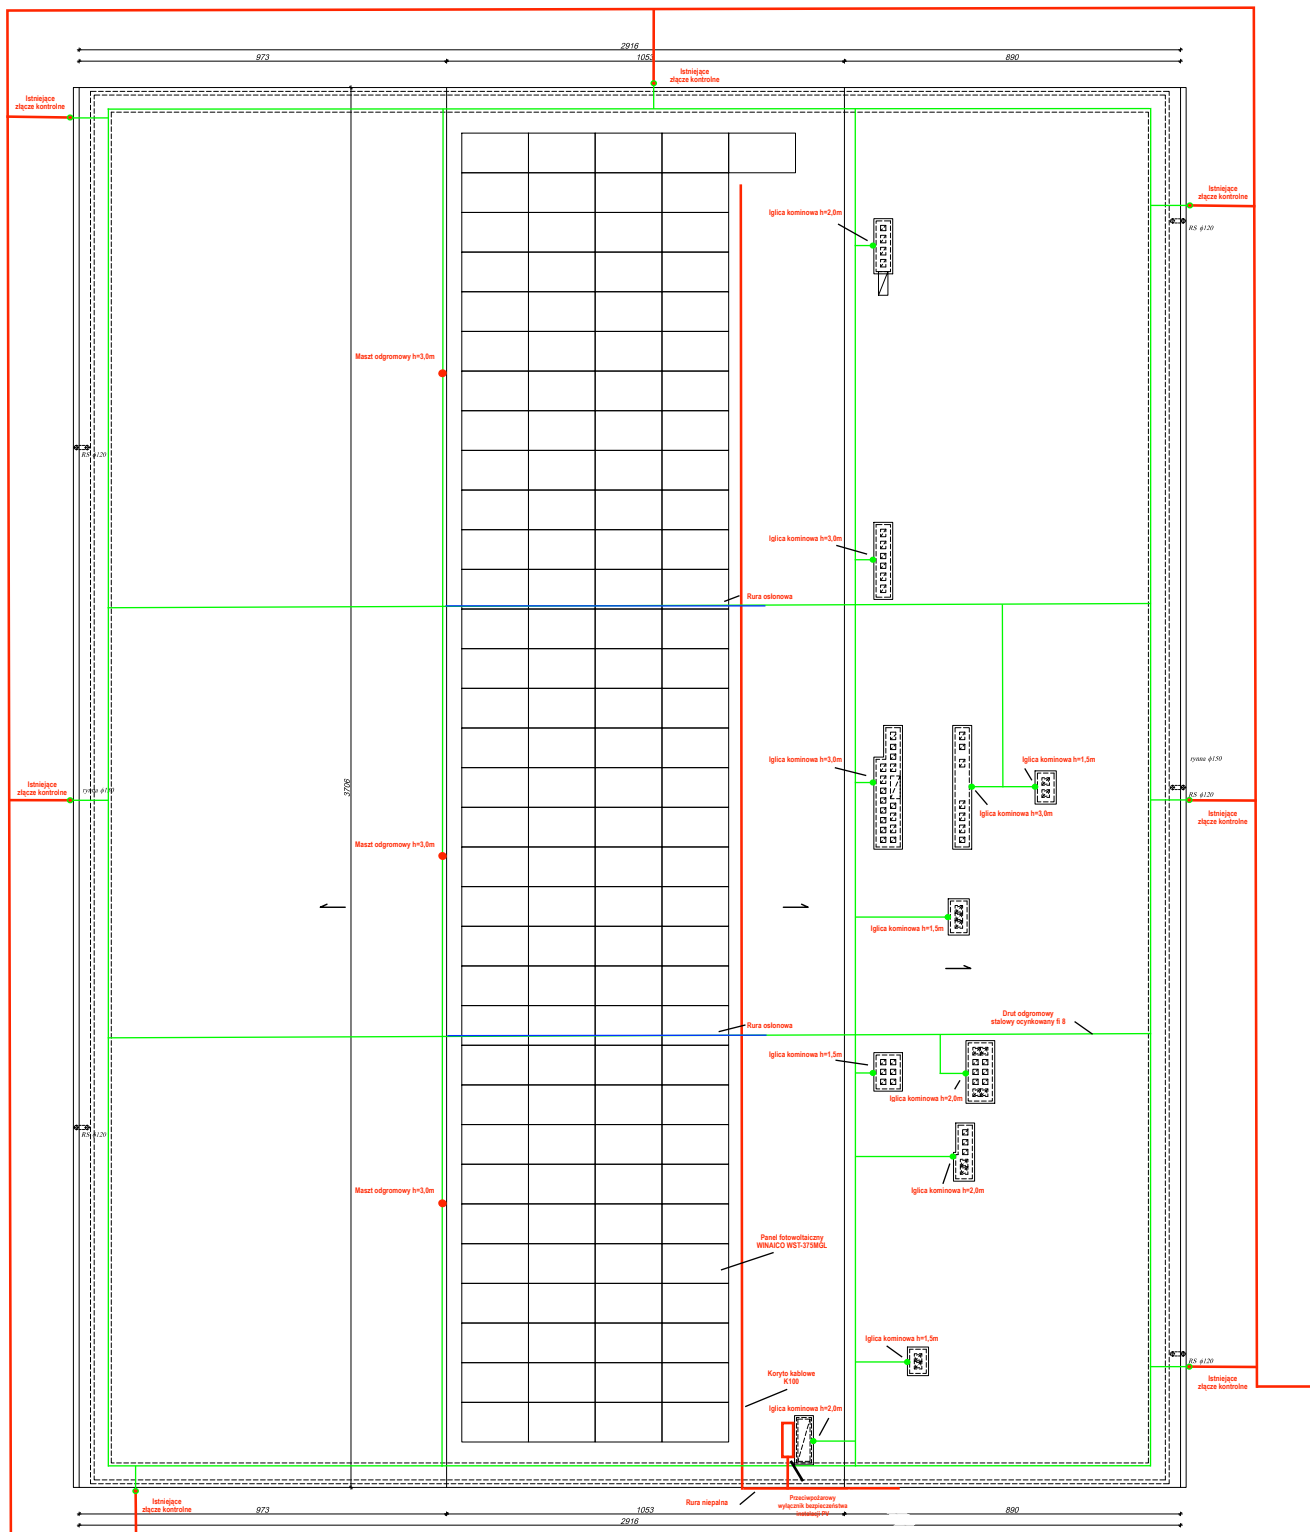 2916
973
1053
890
Istniejące
złącze kontrolne
Istniejące
złącze kontrolne
Istniejące
złącze kontrolne
Iglica kominowa h=2,0m
RS ϕ120
Maszt odgromowy h=3,0m
RS ϕ120
Iglica kominowa h=3,0m
Rura osłonowa
Iglica kominowa h=3,0m
Iglica kominowa h=1,5m
rynna ϕ150
Istniejące
złącze kontrolne
rynna ϕ150
3706
RS ϕ120
Iglica kominowa h=3,0m
Istniejące
złącze kontrolne
Maszt odgromowy h=3,0m
Iglica kominowa h=1,5m
Rura osłonowa
Drut odgromowy
stalowy ocynkowany fi 8
Iglica kominowa h=1,5m
Iglica kominowa h=2,0m
RS ϕ120
Maszt odgromowy h=3,0m
Iglica kominowa h=2,0m
Panel fotowoltaiczny
WINAICO WST-375MGL
Iglica kominowa h=1,5m
RS ϕ120
Koryto kablowe
K100
Istniejące
złącze kontrolne
Iglica kominowa h=2,0m
Istniejące
złącze kontrolne
Rura niepalna
Przeciwpożarowy
wyłącznik bezpieczeństwa
instalacji PV
973
1053
890
2916